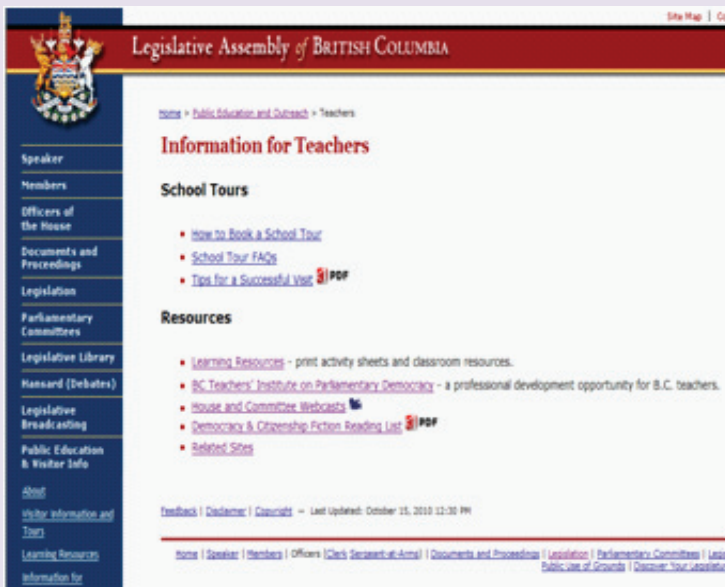 Site Map |
Legislative Assembly of BRITISH COLUMBIA
Home > Public Education and Outreach > Teachers
Information for Teachers
School Tours
How to Book a School Tour
School Tour FAQs
Tips for a Successful Visit PDF
Resources
Learning Resources - print activity sheets and classroom resources.
BC Teachers' Institute on Parliamentary Democracy - a professional development opportunity for B.C. teachers.
House and Committee Webcasts
Democracy & Citizenship Fiction Reading List PDF
Related Sites
Feedback | Disclaimer | Copyright - Last Updated: October 15, 2010 12:30 PM
Home | Speaker | Members | Officers (Clerk Sergeant-at-Arms) | Documents and Proceedings | Legislation | Parliamentary Committees |
Public Use of Grounds | Discover Your
Speaker
Members
Officers of
the House
Documents and
Proceedings
Legislation
Parliamentary
Committees
Legislative Library
Hansard (Debates)
Legislative
Broadcasting
Public Education
& Visitor Info
About
Visitor Information and
Tours
Learning Resources
Information for